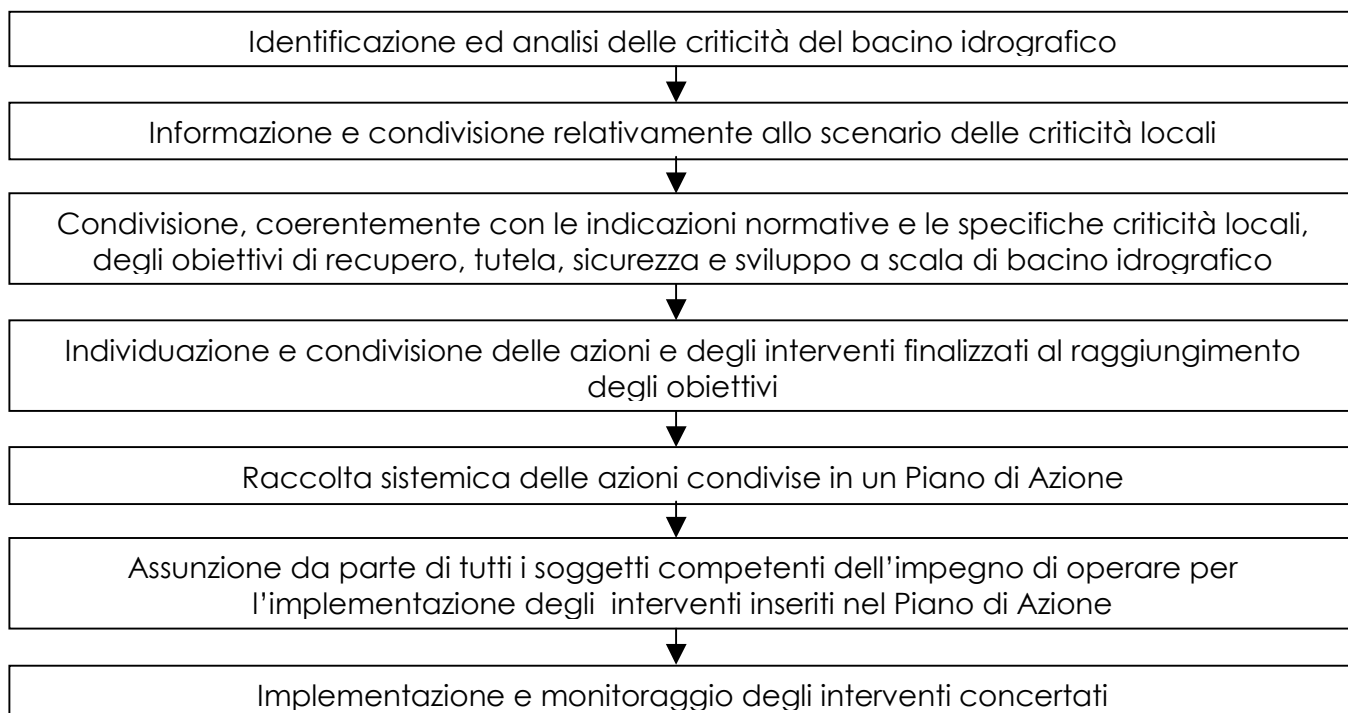 Identificazione ed analisi delle criticità del bacino idrografico
Informazione e condivisione relativamente allo scenario delle criticità locali
Condivisione, coerentemente con le indicazioni normative e le specifiche criticità locali,
degli obiettivi di recupero, tutela, sicurezza e sviluppo a scala di bacino idrografico
Individuazione e condivisione delle azioni e degli interventi finalizzati al raggiungimento
degli obiettivi
Raccolta sistemica delle azioni condivise in un Piano di Azione
Assunzione da parte di tutti i soggetti competenti dell’impegno di operare per
l’implementazione degli  interventi inseriti nel Piano di Azione
Implementazione e monitoraggio degli interventi concertati